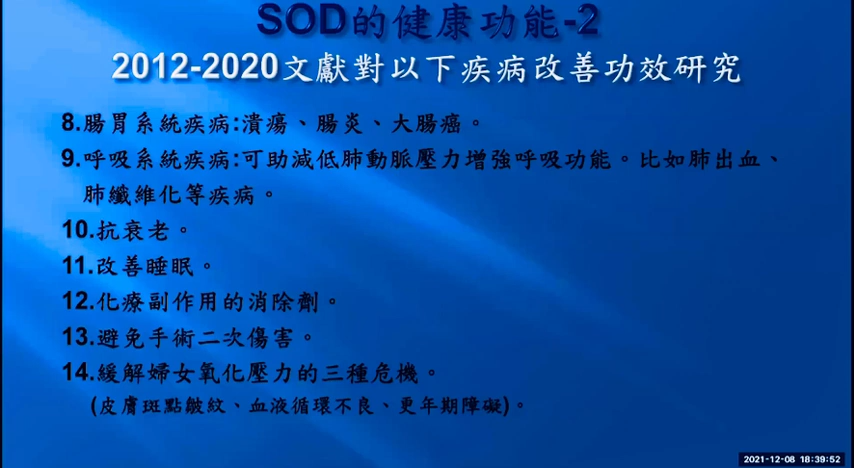 SOD的健康功能-2
2012-2020文獻對以下疾病改善功效研究
8.腸胃系統疾病:潰瘍、腸炎、大腸癌。
9.呼吸系統疾病:可助減低肺動脈壓力增強呼吸功能。比如肺出血、
肺纖維化等疾病。
10.抗衰老。
11.改善睡眠。
12.化療副作用的消除劑。
13.避免手術二次傷害。
14.緩解婦女氧化壓力的三種危機。
(皮膚斑點皺紋、血液循環不良、更年期障礙)。
2021-12-08 18:39:52